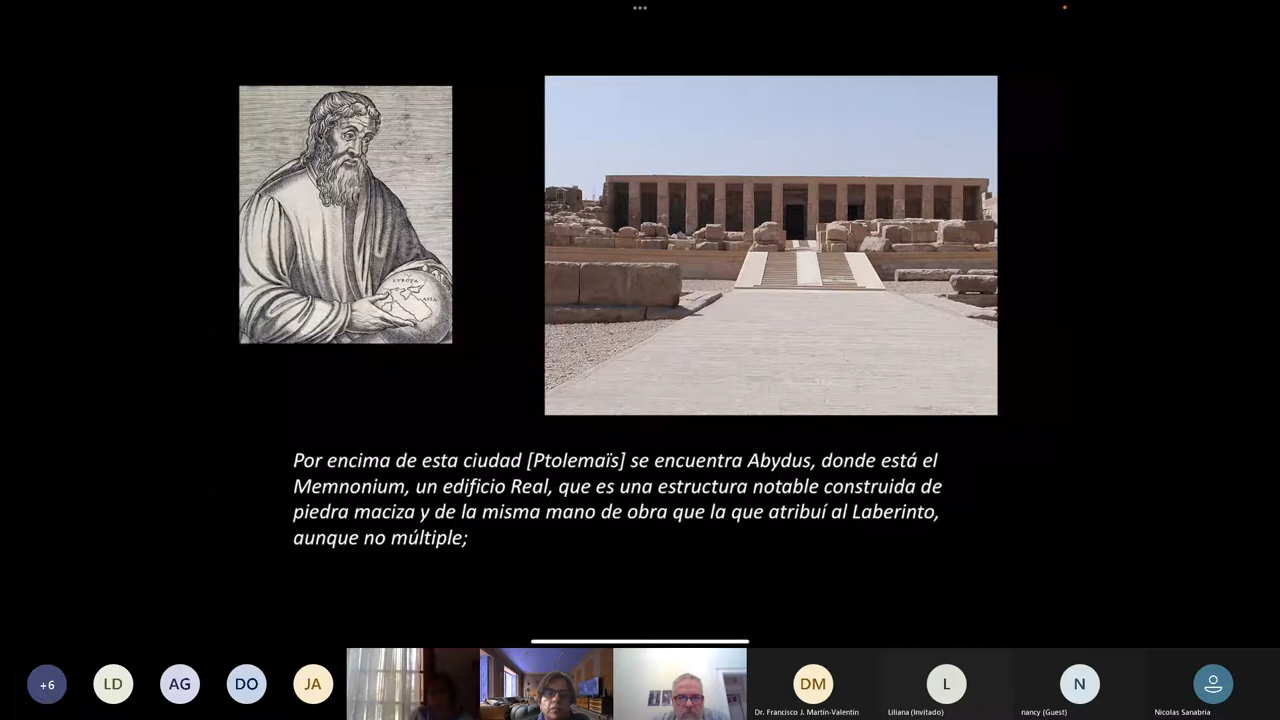 EVROPA
ASIA
Por encima de esta ciudad [Ptolemaïs] se encuentra Abydus, donde está el
Memnonium, un edificio Real, que es una estructura notable construida de
piedra maciza y de la misma mano de obra que la que atribuí al Laberinto,
aunque no múltiple;
+6
LD
AG
DO
JA
DM
L
N
Dr. Francisco J. Martín-Valentín
Liliana (Invitado)
nancy (Guest)
Nicolas Sanabria